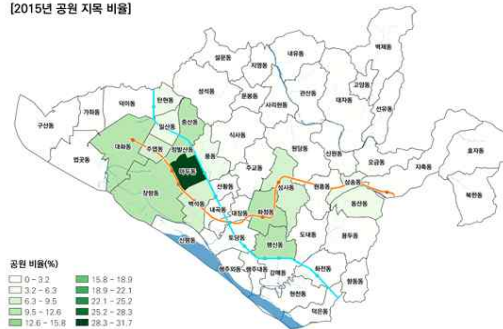 [2015년 공원 지목 비율]
벽제동
설문동
지영동
내유동
고양동
선유동
성석동
문봉동
사리현동
관산동
대자동
덕이동
탄현동
가좌동
구산동
법곳동
일산동
중산동
식사동
원당동
신원동
오금동
지축동
효자동
북한동
대화동
주엽동
정발산동
풍동
마두동
장항동
백석동
산황동
주교동
성사동
원흥동
삼송동
동산동
내곡동
대장동
화정동
신평동
토당동
행신동
도내동
용두동
행주외동
행주내동
강매동
화전동
향동동
현천동
덕은동
공원 비율(%)
0 – 3.2
15.8 – 18.9
3.2 – 6.3
18.9 – 22.1
6.3 – 9.5
22.1 – 25.2
9.5 – 12.6
25.2 – 28.3
12.6 – 15.8
28.3 – 31.7